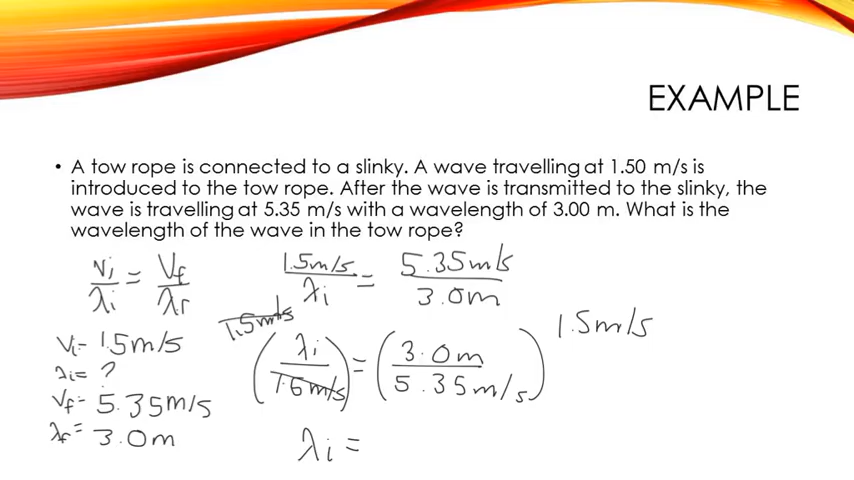 EXAMPLE
• A tow rope is connected to a slinky. A wave travelling at 1.50 m/s is
introduced to the tow rope. After the wave is transmitted to the slinky, the
wave is travelling at 5.35 m/s with a wavelength of 3.00 m. What is the
wavelength of the wave in the tow rope?
Vi/λi = Vf/λf
1.5m/s/λi = 5.35m/s/3.0m
1.5m/s (λi/1.5m/s) = (3.0m/5.35m/s) 1.5m/s
Vi= 1.5m/s
λi= ?
Vf= 5.35m/s
λf= 3.0m
λi =